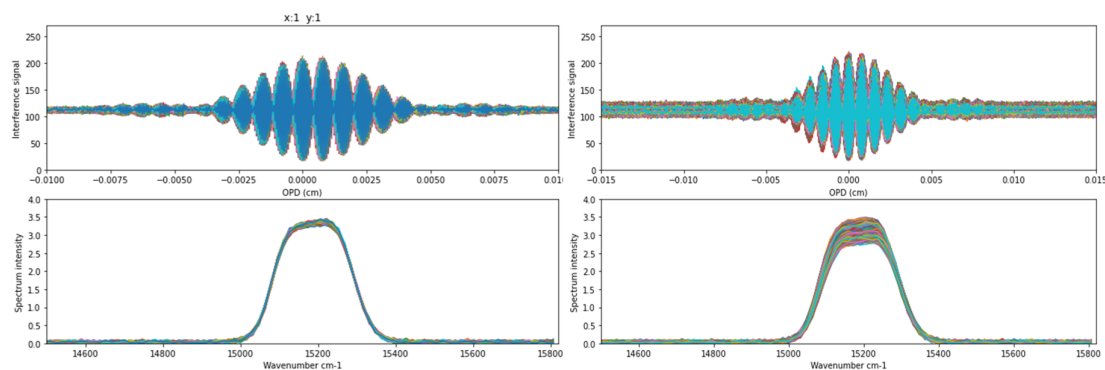 x:1 y:1
250
200
150
100
50
0
Interference signal
−0.0100 −0.0075 −0.0050 −0.0025 0.0000 0.0025 0.0050 0.0075 0.01
OPD (cm)
250
200
150
100
50
0
Interference signal
−0.015 −0.010 −0.005 0.000 0.005 0.010 0.015
OPD (cm)
4.0
3.5
3.0
2.5
2.0
1.5
1.0
0.5
0.0
Spectrum intensity
14600 14800 15000 15200 15400 15600 15800
Wavenumber cm-1
4.0
3.5
3.0
2.5
2.0
1.5
1.0
0.5
0.0
Spectrum intensity
14600 14800 15000 15200 15400 15600 15800
Wavenumber cm-1